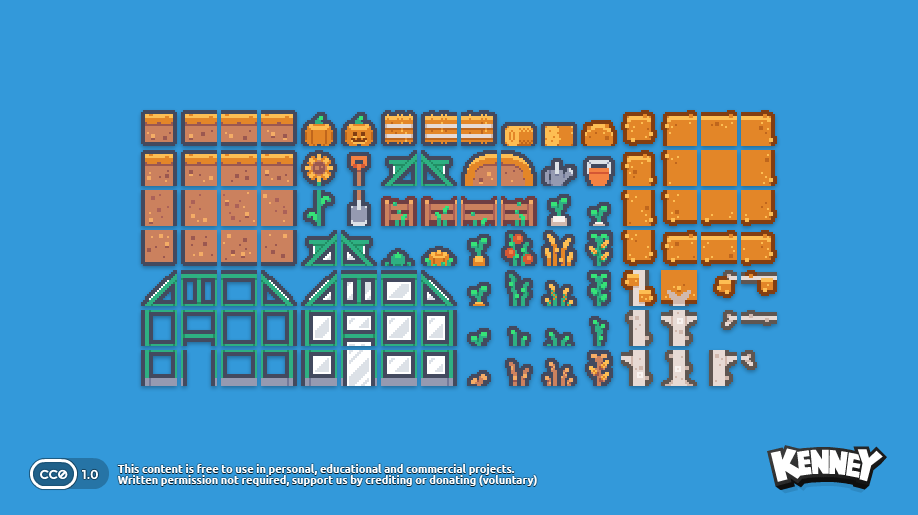 CC0 1.0
This content is free to use in personal, educational and commercial projects.
Written permission not required, support us by crediting or donating (voluntary)
KENNEY